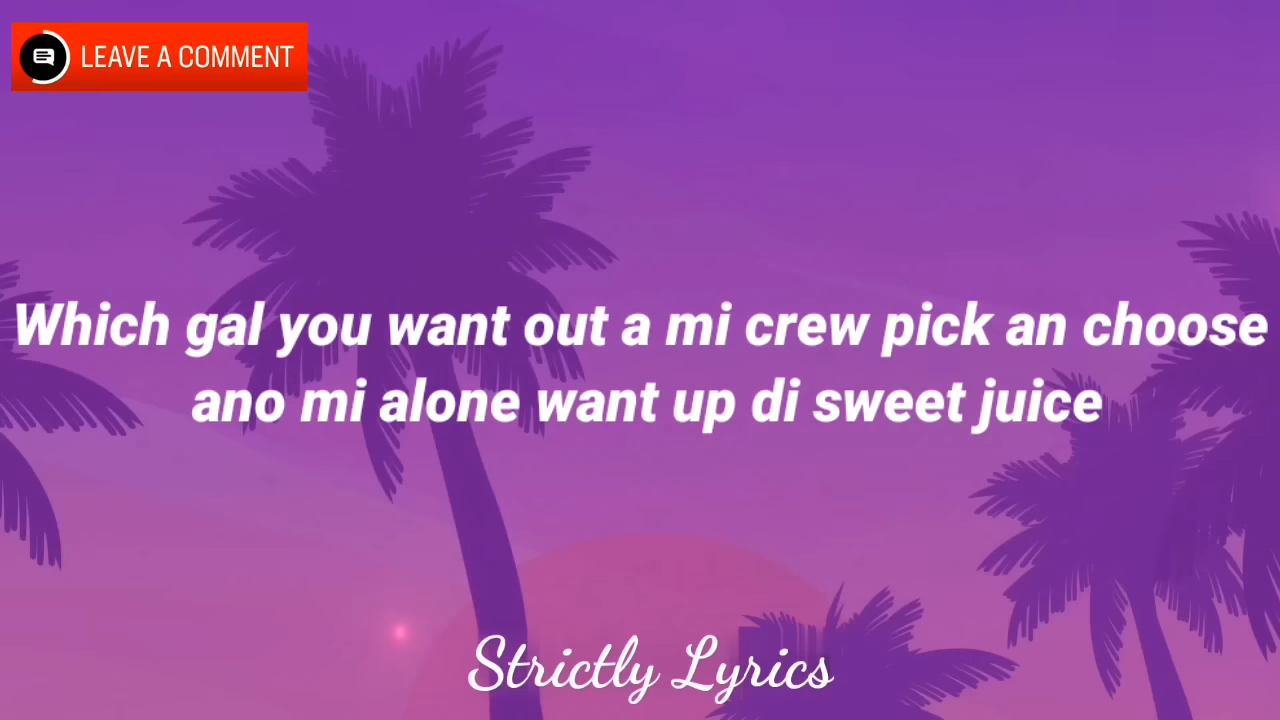 LEAVE A COMMENT
Which gal you want out a mi crew pick an choose
ano mi alone want up di sweet juice
Strictly Lyrics